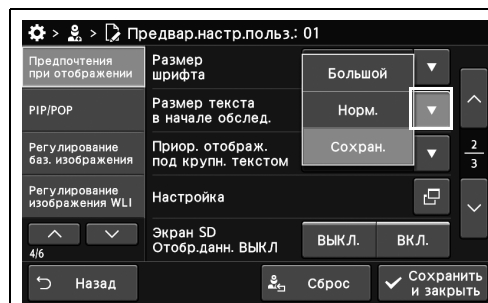 > > Предвар.настр.польз.: 01
Предпочтения
при отображении
PIP/POP
Регулирование
баз. изображения
Регулирование
изображения WLI
4/6
Размер
шрифта
Большой
Размер текста
в начале обслед.
Норм.
Приор. отображ.
под крупн. текстом
Сохран.
Настройка
Экран SD
Отобр.данн. ВЫКЛ
ВЫКЛ.
ВКЛ.
2
3
Назад
Сброс
Сохранить
и закрыть